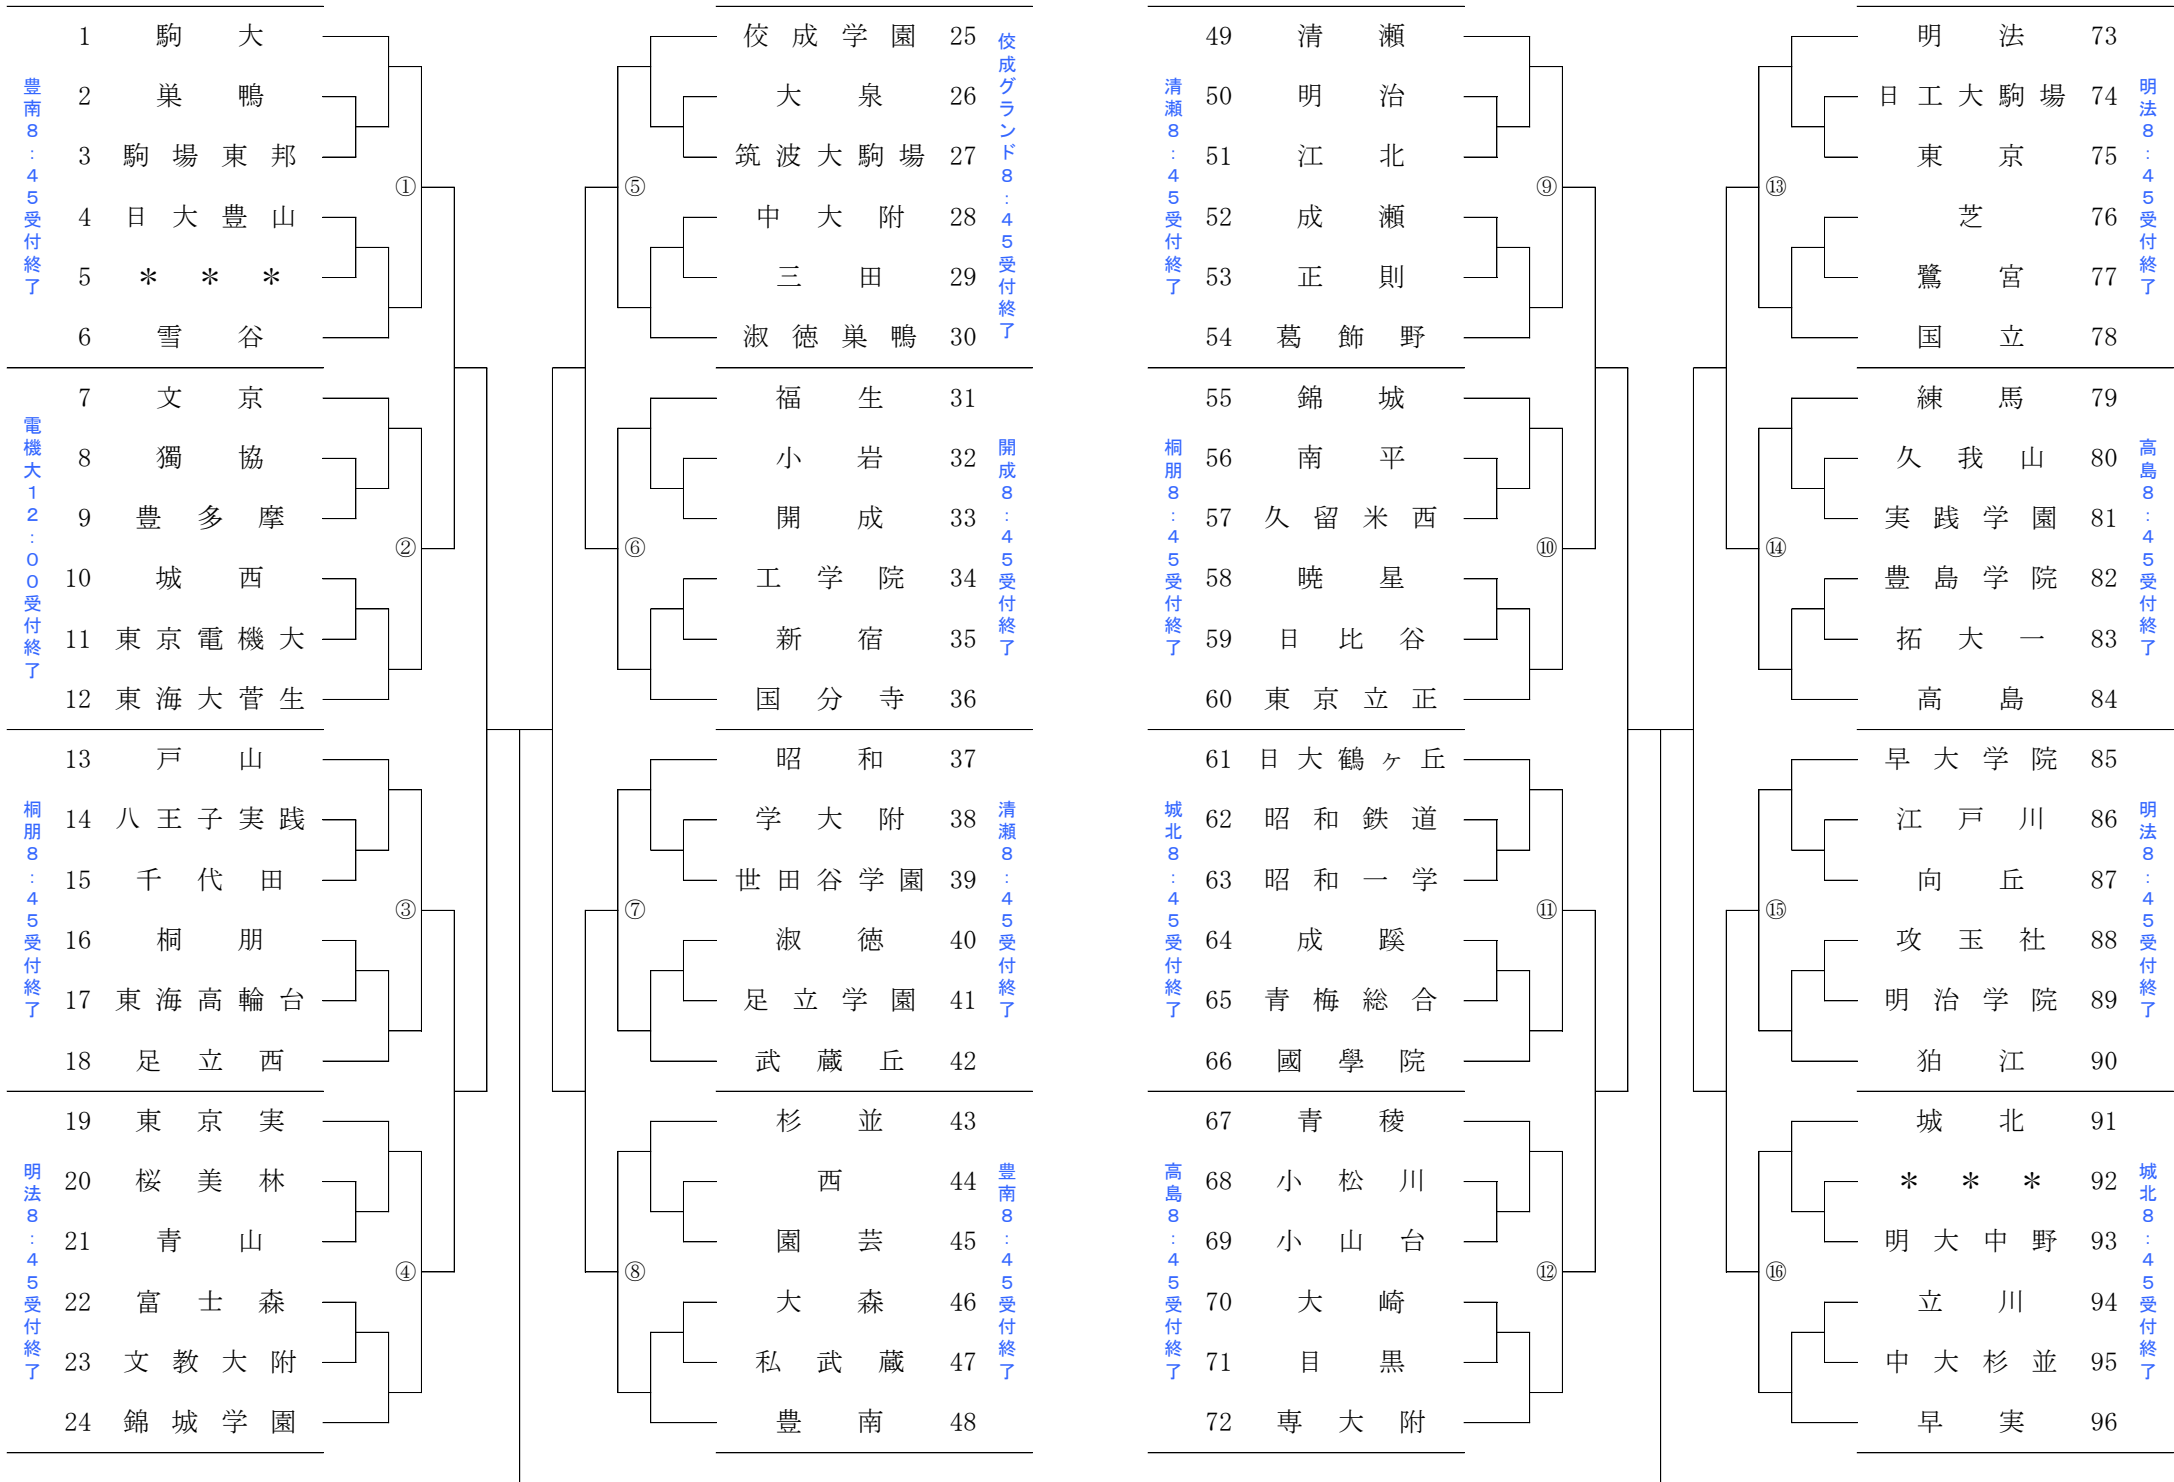 豊南8:45受付終了
1 駒大
2 巣鴨
3 駒場東邦
4 日大豊山
5 ***
6 雪谷
①
電機大12:00受付終了
7 文京
8 獨協
9 豊多摩
10 城西
11 東京電機大
12 東海大菅生
②
桐朋8:45受付終了
13 戸山
14 八王子実践
15 千代田
16 桐朋
17 東海高輪台
18 足立西
③
明法8:45受付終了
19 東京実
20 桜美林
21 青山
22 富士森
23 文教大附
24 錦城学園
④
佼成学園 25
大泉 26
筑波大駒場 27
中大附 28
三田 29
淑徳巣鴨 30
佼成グランド8:45受付終了
⑤
福生 31
小岩 32
開成 33
工学院 34
新宿 35
国分寺 36
開成8:45受付終了
⑥
昭和 37
学大附 38
世田谷学園 39
淑徳 40
足立学園 41
武蔵丘 42
清瀬8:45受付終了
⑦
杉並 43
西 44
園芸 45
大森 46
私武蔵 47
豊南 48
豊南8:45受付終了
⑧
清瀬8:45受付終了
49 清瀬
50 明治
51 江北
52 成瀬
53 正則
54 葛飾野
⑨
桐朋8:45受付終了
55 錦城
56 南平
57 久留米西
58 暁星
59 日比谷
60 東京立正
⑩
城北8:45受付終了
61 日大鶴ヶ丘
62 昭和鉄道
63 昭和一学
64 成蹊
65 青梅総合
66 國學院
⑪
高島8:45受付終了
67 青稜
68 小松川
69 小山台
70 大崎
71 目黒
72 専大附
⑫
明法 73
日工大駒場 74
東京 75
芝 76
鷺宮 77
国立 78
明法8:45受付終了
⑬
練馬 79
久我山 80
実践学園 81
豊島学院 82
拓大一 83
高島 84
高島8:45受付終了
⑭
早大学院 85
江戸川 86
向丘 87
攻玉社 88
明治学院 89
狛江 90
明法8:45受付終了
⑮
城北 91
*** 92
明大中野 93
立川 94
中大杉並 95
早実 96
城北8:45受付終了
⑯